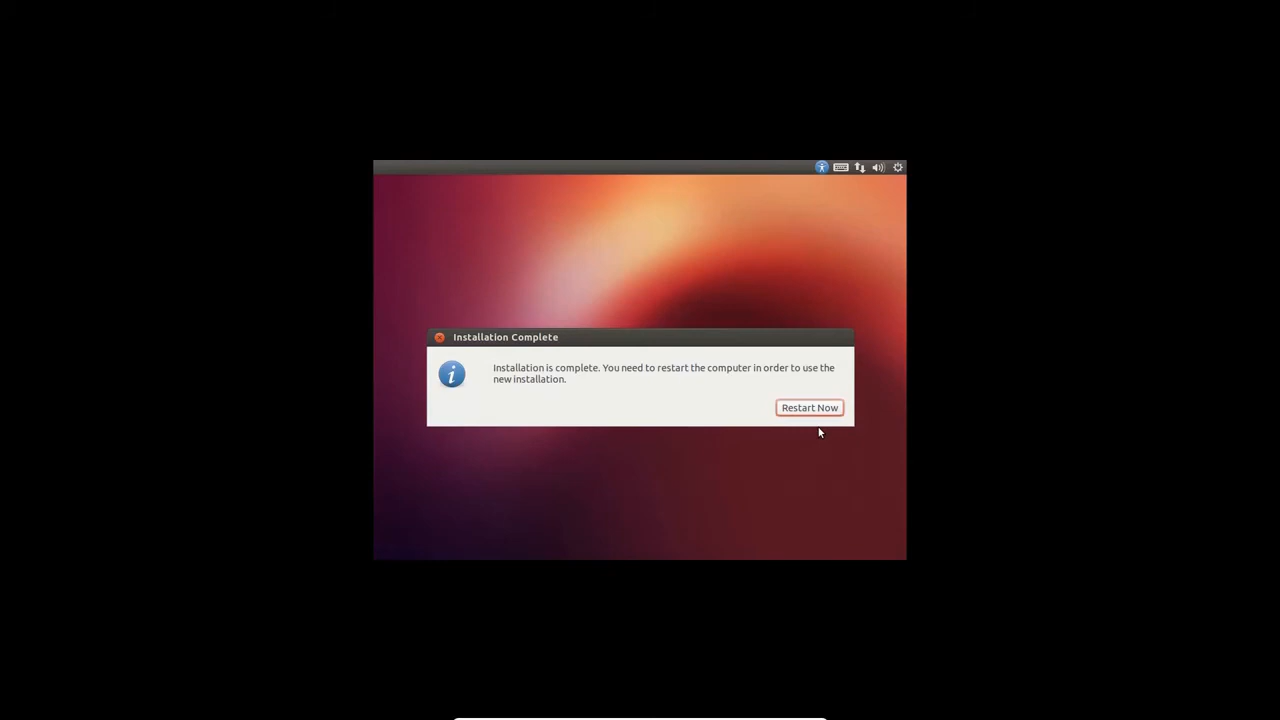 Installation Complete
Installation is complete. You need to restart the computer in order to use the
new installation.
Restart Now